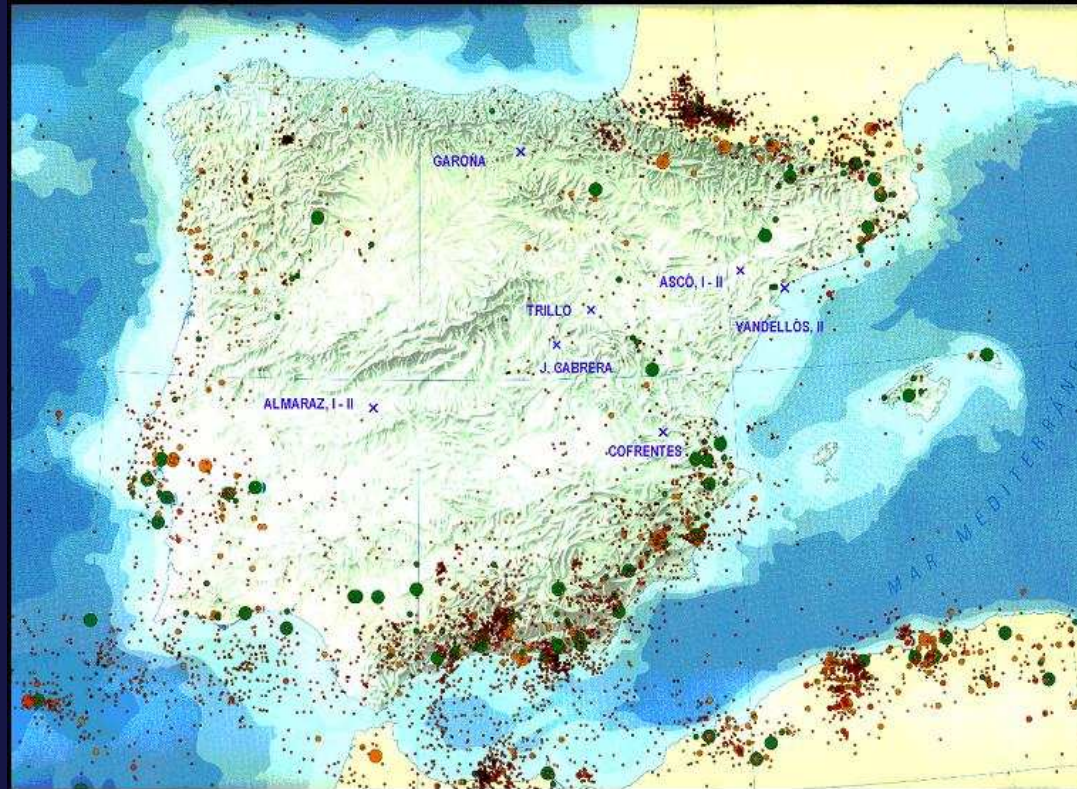 GAROÑA
ASCÓ, I - II
TRILLO
VANDELLÓS, II
J. CABRERA
ALMARAZ, I - II
COFRENTES
MAR MEDITERRÁNEO